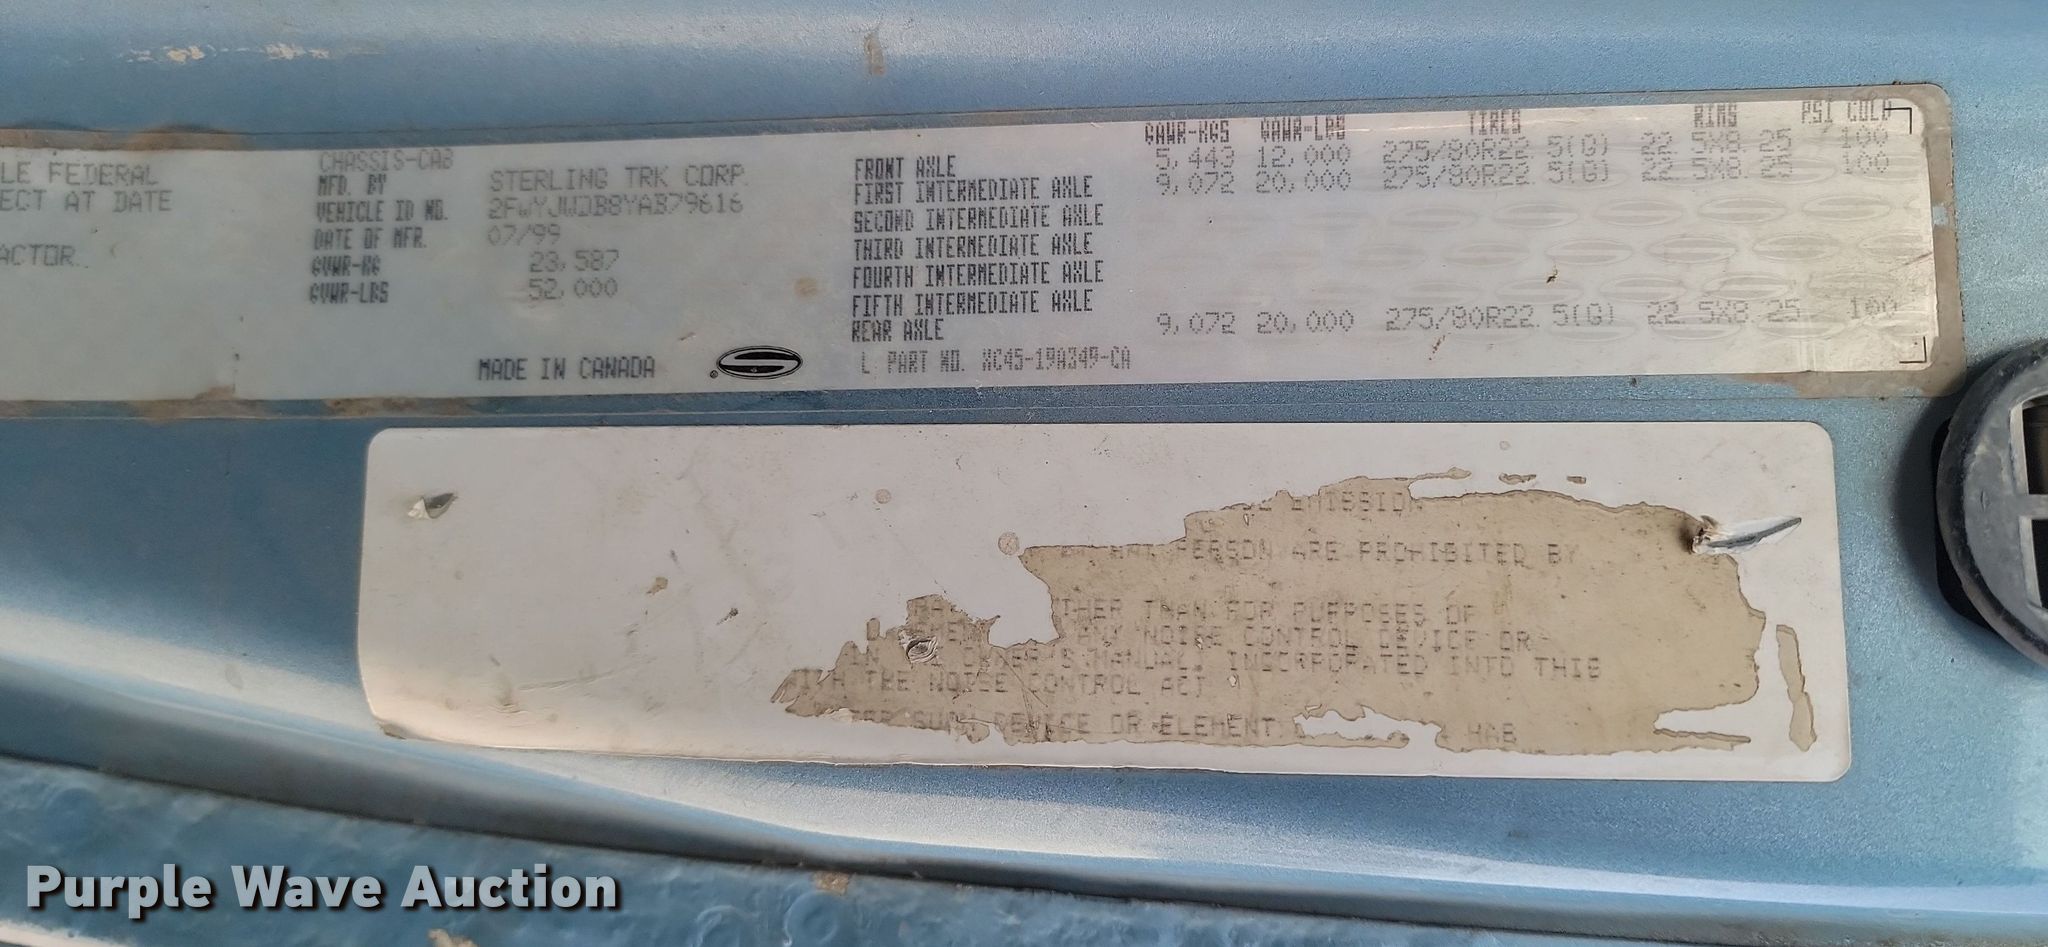 LE FEDERAL
ECT AT DATE
ACTOR.
CHASSIS-CAB
MFD. BY STERLING TRK CORP.
VEHICLE ID NO. 2FWYJWDB8YAB79616
DATE OF MFR. 07/99
GVWR-KG 23,587
GVWR-LBS 52,000
MADE IN CANADA
GAWR-KGS GAWR-LBS TIRES RIMS PSI COLD
FRONT AXLE 5,443 12,000 275/80R22.5(G) 22.5X8.25 100
FIRST INTERMEDIATE AXLE 9,072 20,000 275/80R22.5(G) 22.5X8.25 100
SECOND INTERMEDIATE AXLE
THIRD INTERMEDIATE AXLE
FOURTH INTERMEDIATE AXLE
FIFTH INTERMEDIATE AXLE
REAR AXLE 9,072 20,000 275/80R22.5(G) 22.5X8.25 100
L PART NO. XC45-19A349-CA
EMISSION
PERSON ARE PROHIBITED BY
THER THAN FOR PURPOSES OF
ANY NOISE CONTROL DEVICE OR
IN OWNER'S MANUAL, INCORPORATED INTO THIS
WITH THE NOISE CONTROL ACT
SUCH DEVICE OR ELEMENT HAS
Purple Wave Auction